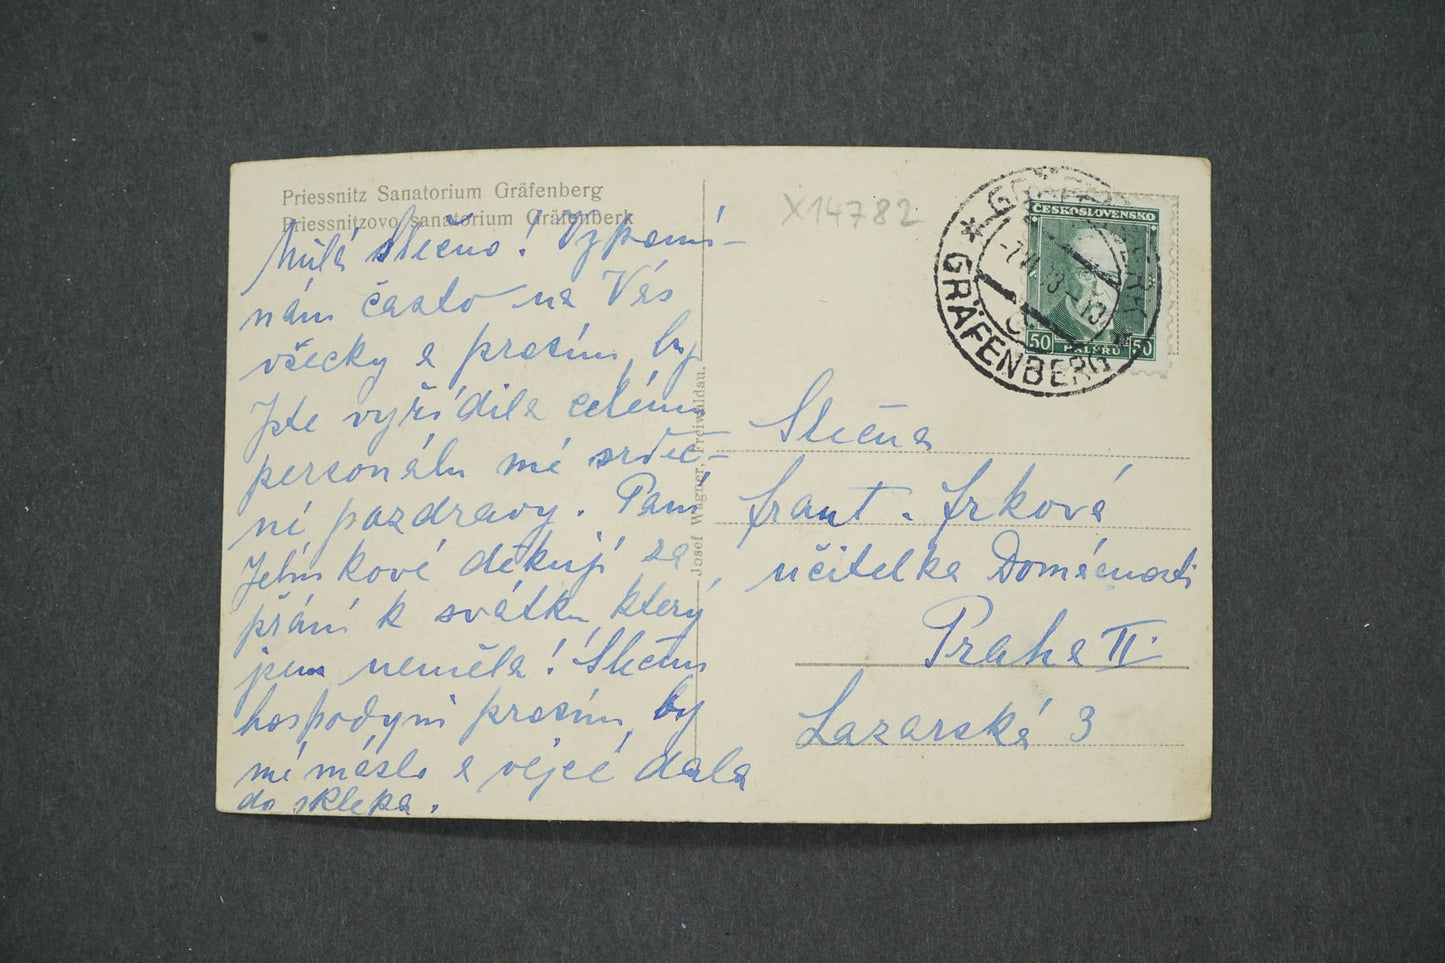 Priessnitz Sanatorium Gräfenberg
Priessnitzovo sanatorium Gräfenberk
Milá slečno! Vzpomí-
nám často na Vás
všecky a prosím, by
jste vyřídila celému
personálu mé srdeč-
ní pozdravy. Paní
Jelínkové děkuji za
přání k svátku, který
jsem neměla! Slečnu
hospodyni prosím, by
mé máslo a vejce dala
do sklepa.
Josef Wagner, Freiwaldau.
X14782
ČESKOSLOVENSKO
50 HALÉŘŮ 50
GRÄFENBERG
Slečna
Frant. Frková
učitelka Domácnosti
Praha II.
Lazarská 3